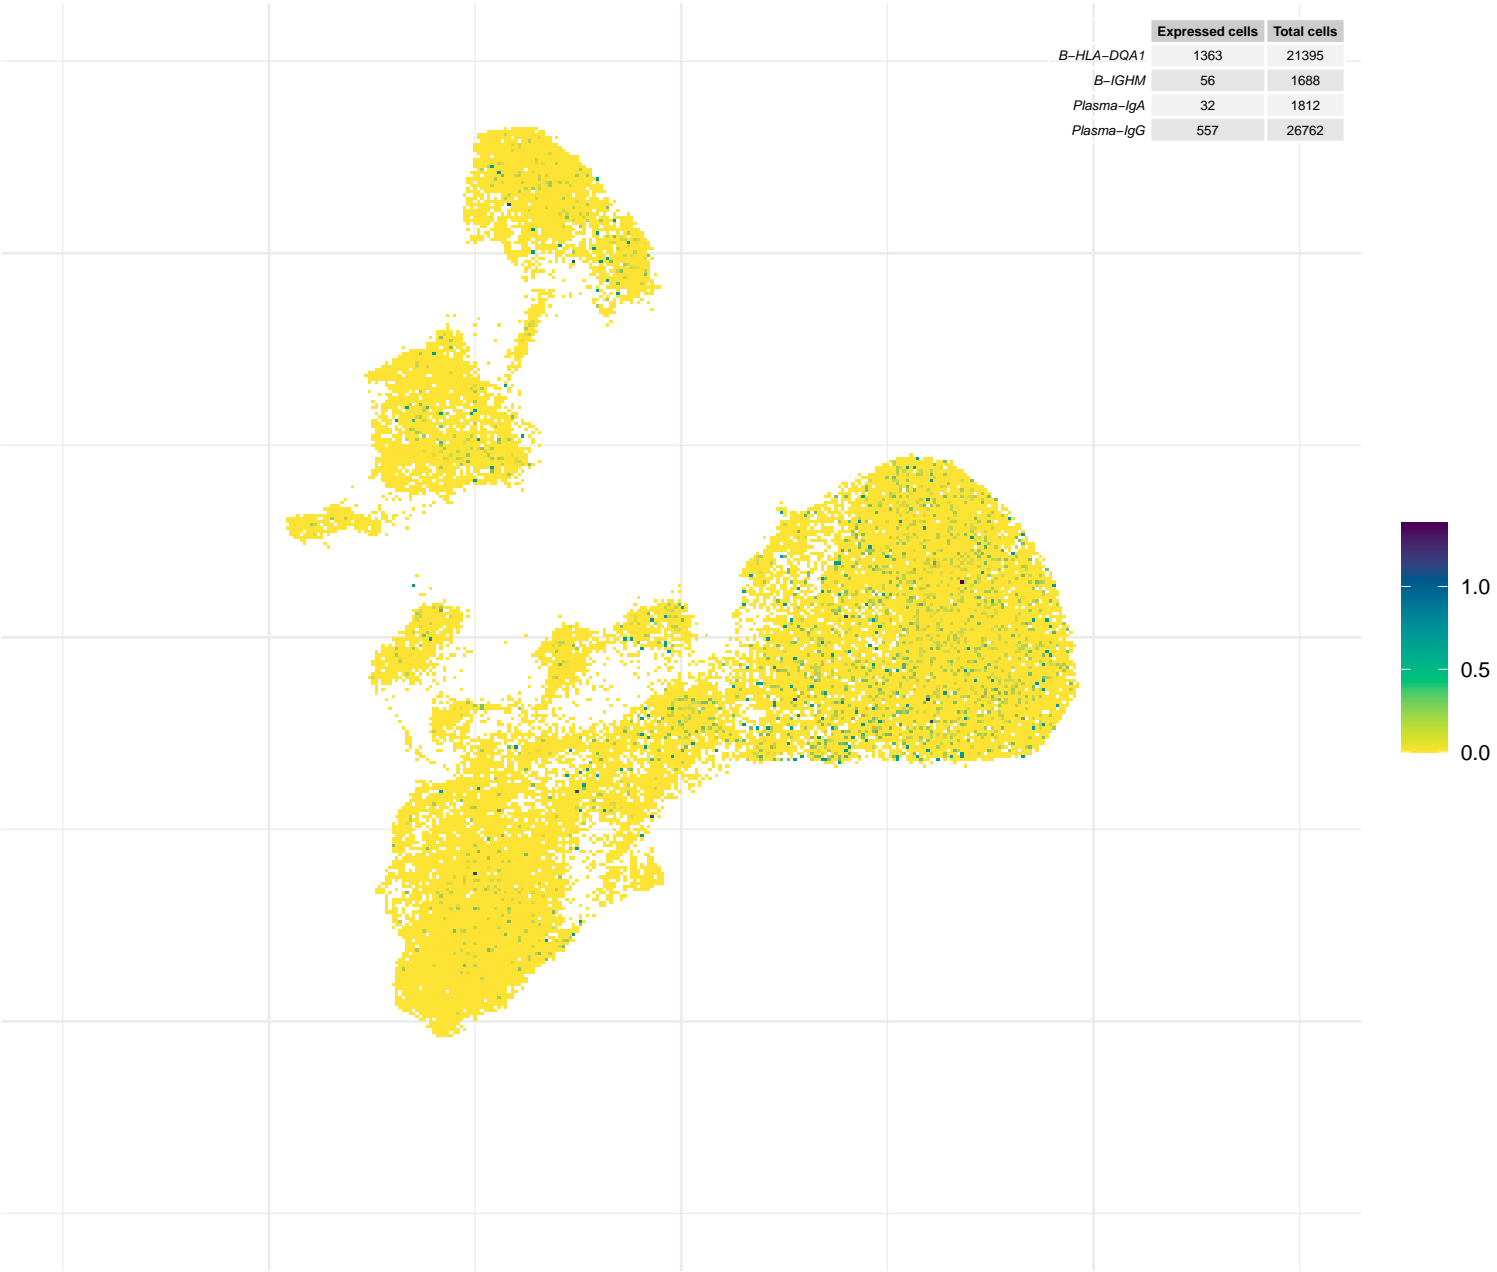 Expressed cells Total cells
B−HLA−DQA1 1363 21395
B−IGHM 56 1688
Plasma−IgA 32 1812
Plasma−IgG 557 26762
1.0
0.5
0.0